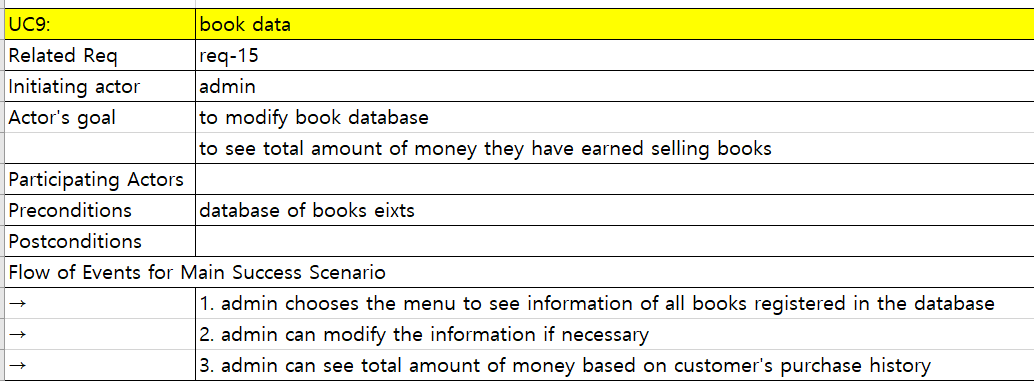 UC9: book data
Related Req req-15
Initiating actor admin
Actor's goal to modify book database
to see total amount of money they have earned selling books
Participating Actors
Preconditions database of books eixts
Postconditions
Flow of Events for Main Success Scenario
→ 1. admin chooses the menu to see information of all books registered in the database
→ 2. admin can modify the information if necessary
→ 3. admin can see total amount of money based on customer's purchase history